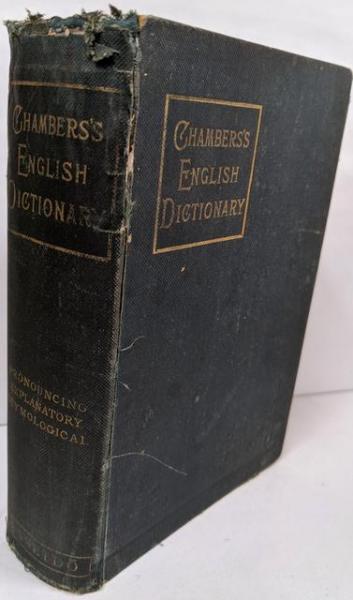 CHAMBERS'S
ENGLISH
DICTIONARY
PRONOUNCING
EXPLANATORY
ETYMOLOGICAL
CHAMBERS'S
ENGLISH
DICTIONARY